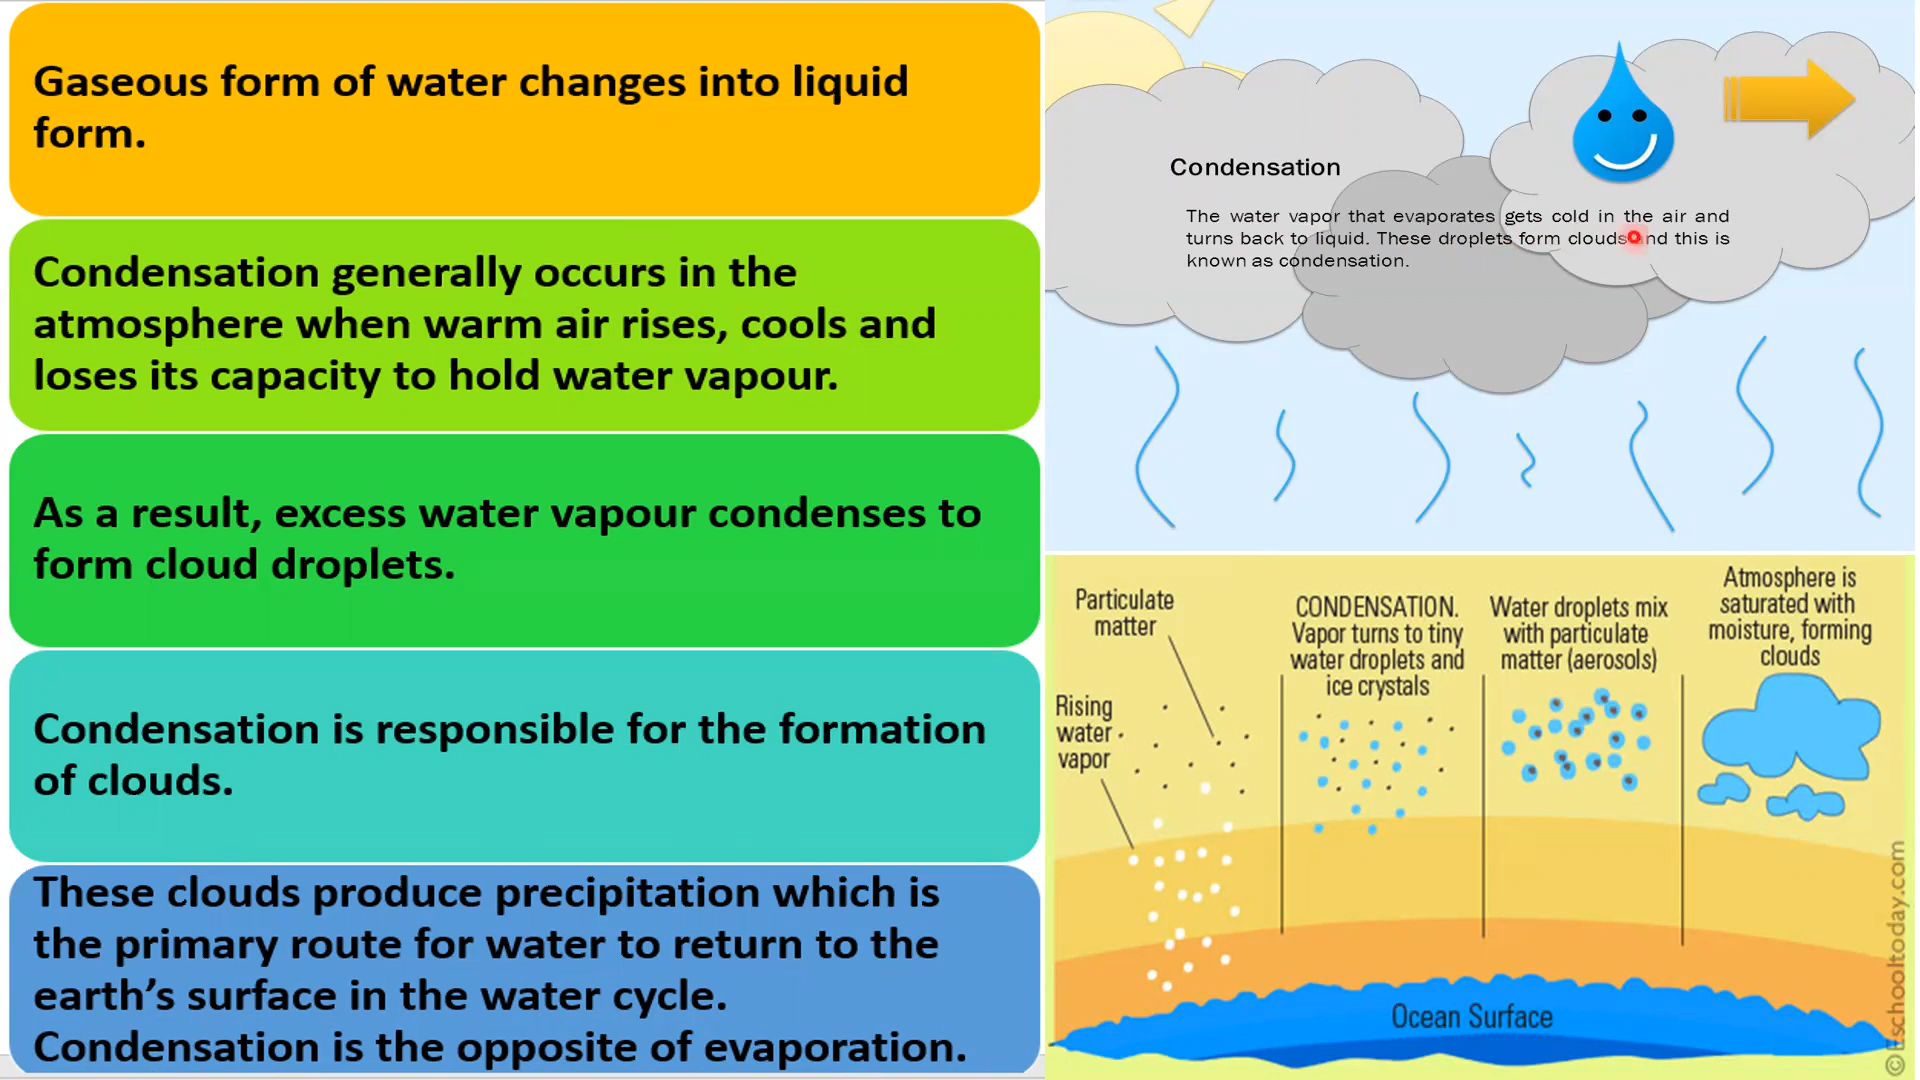 Gaseous form of water changes into liquid
form.
Condensation generally occurs in the
atmosphere when warm air rises, cools and
loses its capacity to hold water vapour.
As a result, excess water vapour condenses to
form cloud droplets.
Condensation is responsible for the formation
of clouds.
These clouds produce precipitation which is
the primary route for water to return to the
earth’s surface in the water cycle.
Condensation is the opposite of evaporation.
Condensation
The water vapor that evaporates gets cold in the air and
turns back to liquid. These droplets form clouds and this is
known as condensation.
Particulate
matter
Rising
water
vapor
CONDENSATION.
Vapor turns to tiny
water droplets and
ice crystals
Water droplets mix
with particulate
matter (aerosols)
Atmosphere is
saturated with
moisture, forming
clouds
Ocean Surface
©Eschooltoday.com